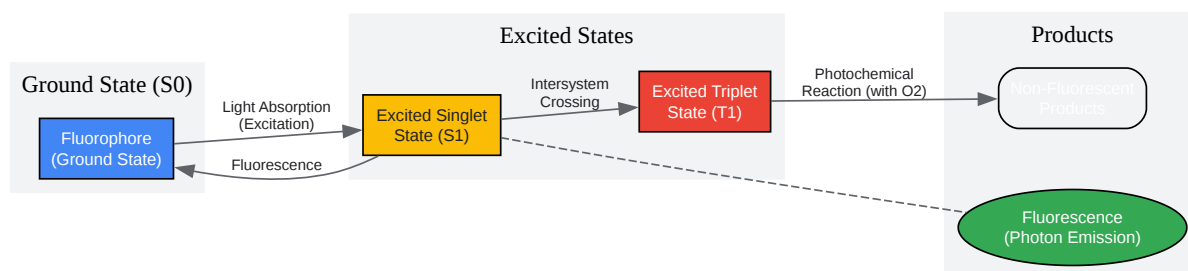 Ground State (S0)
Fluorophore
(Ground State)
Light Absorption
(Excitation)
Fluorescence
Excited States
Excited Singlet
State (S1)
Intersystem
Crossing
Excited Triplet
State (T1)
Photochemical
Reaction (with O2)
Products
Non-Fluorescent
Products
Fluorescence
(Photon Emission)